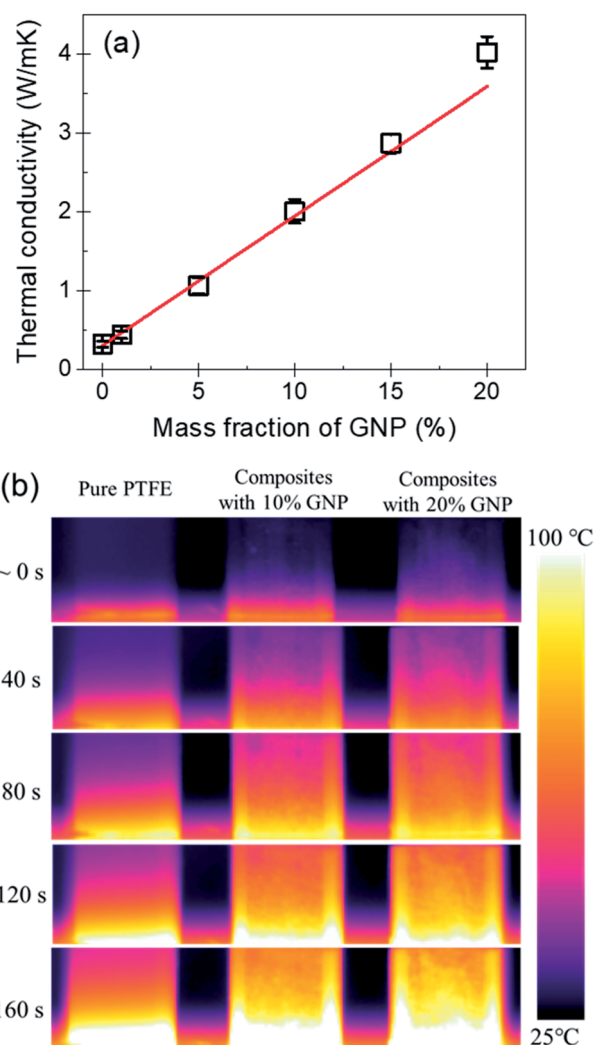 (a)
Thermal conductivity (W/mK)
4
3
2
1
0
0 5 10 15 20
Mass fraction of GNP (%)
(b)
Pure PTFE
Composites
with 10% GNP
Composites
with 20% GNP
100 ℃
~ 0 s
40 s
80 s
120 s
60 s
25℃